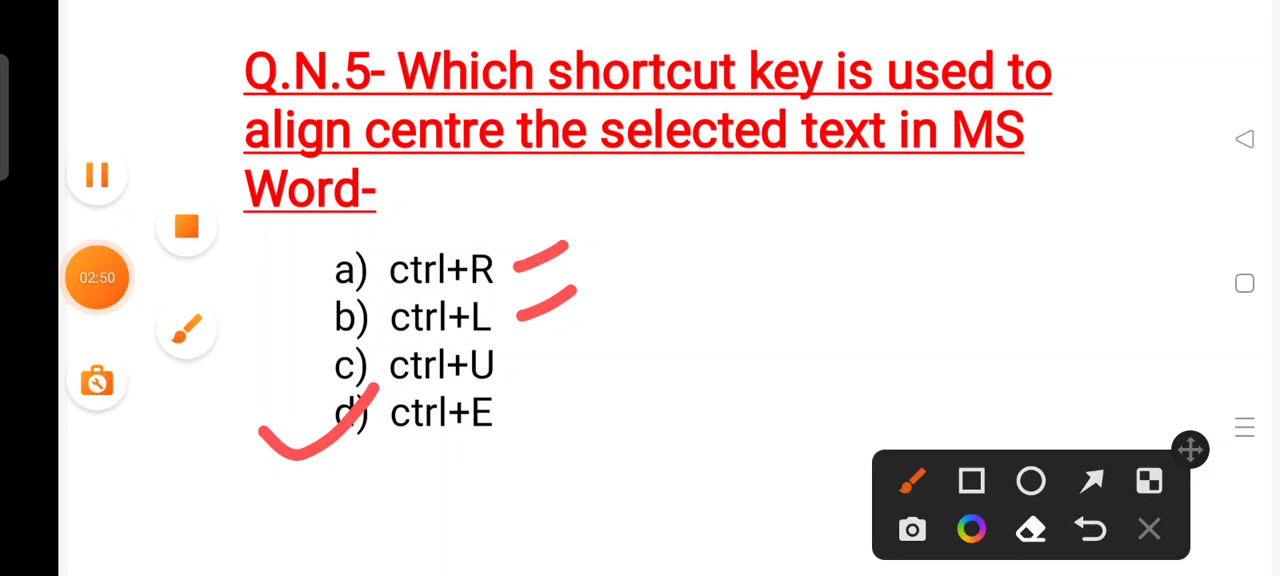 Q.N.5- Which shortcut key is used to
align centre the selected text in MS
Word-
02:50
a) ctrl+R
b) ctrl+L
c) ctrl+U
d) ctrl+E